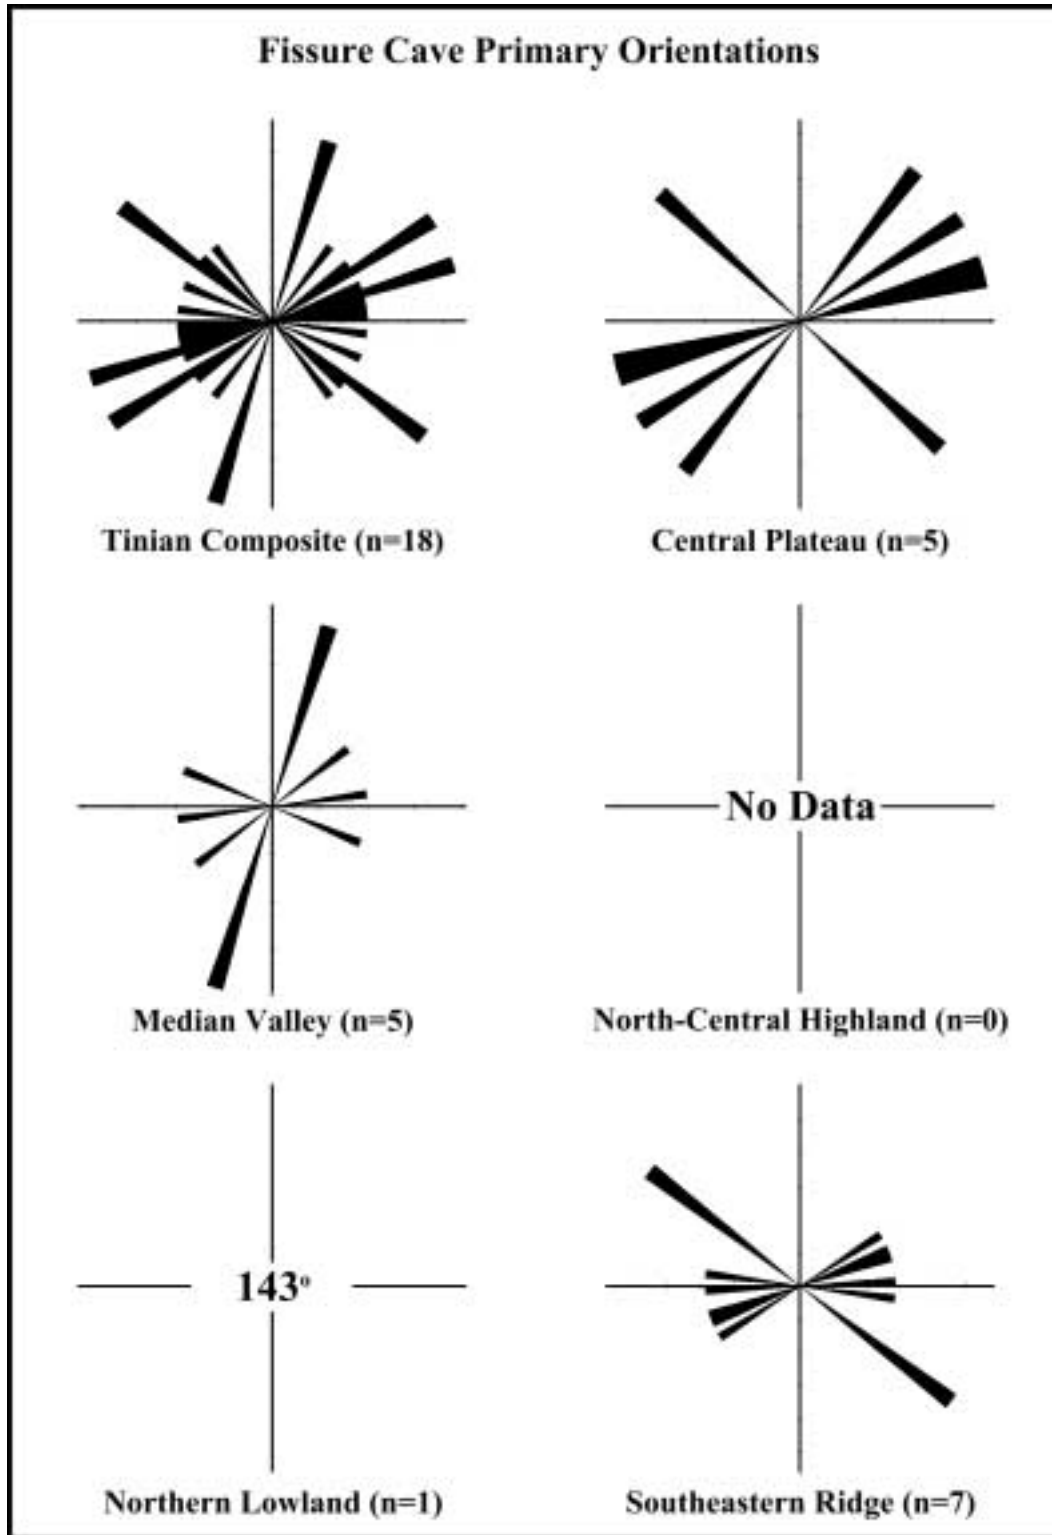 Fissure Cave Primary Orientations
Tinian Composite (n=18)
Central Plateau (n=5)
No Data
Median Valley (n=5)
North-Central Highland (n=0)
143°
Northern Lowland (n=1)
Southeastern Ridge (n=7)